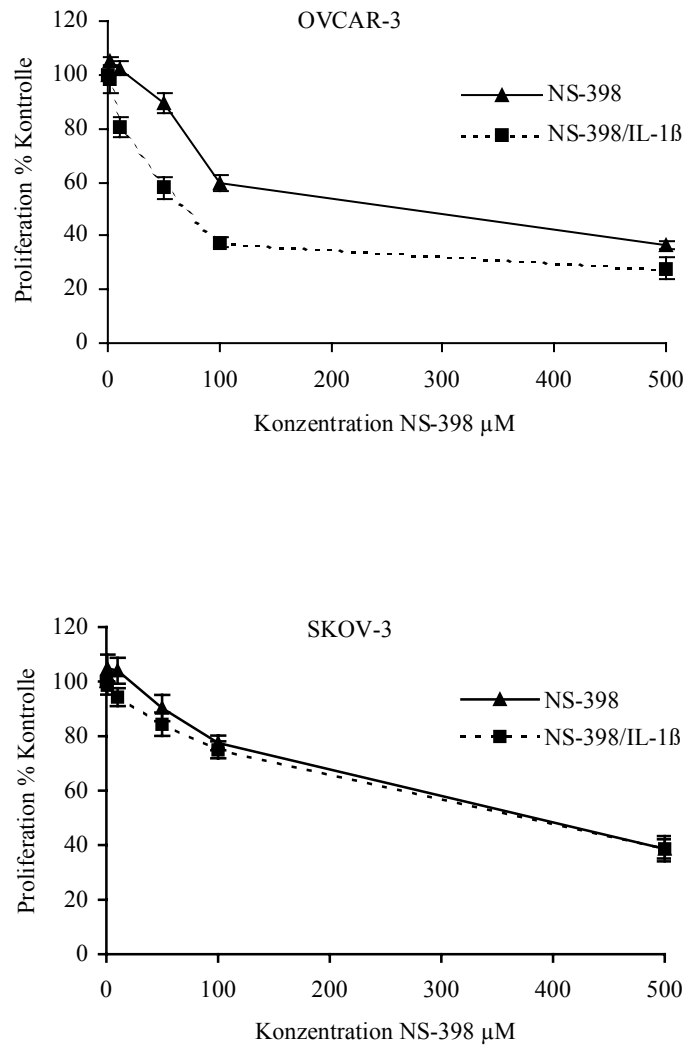 OVCAR-3
120
100
80
60
40
20
0
Proliferation % Kontrolle
NS-398
NS-398/IL-1ß
0 100 200 300 400 500
Konzentration NS-398 µM
SKOV-3
120
100
80
60
40
20
0
Proliferation % Kontrolle
NS-398
NS-398/IL-1ß
0 100 200 300 400 500
Konzentration NS-398 µM